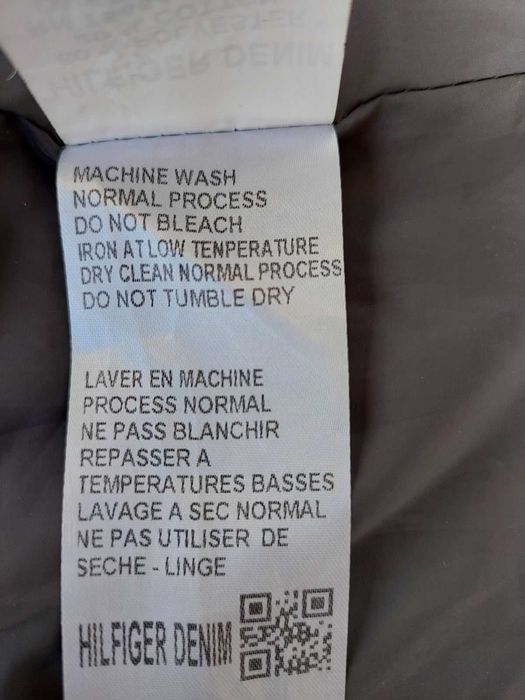 HILFIGER DENIM
MACHINE WASH
NORMAL PROCESS
DO NOT BLEACH
IRON AT LOW TENPERATURE
DRY CLEAN NORMAL PROCESS
DO NOT TUMBLE DRY
LAVER EN MACHINE
PROCESS NORMAL
NE PASS BLANCHIR
REPASSER A
TEMPERATURES BASSES
LAVAGE A SEC NORMAL
NE PAS UTILISER DE
SECHE - LINGE
HILFIGER DENIM